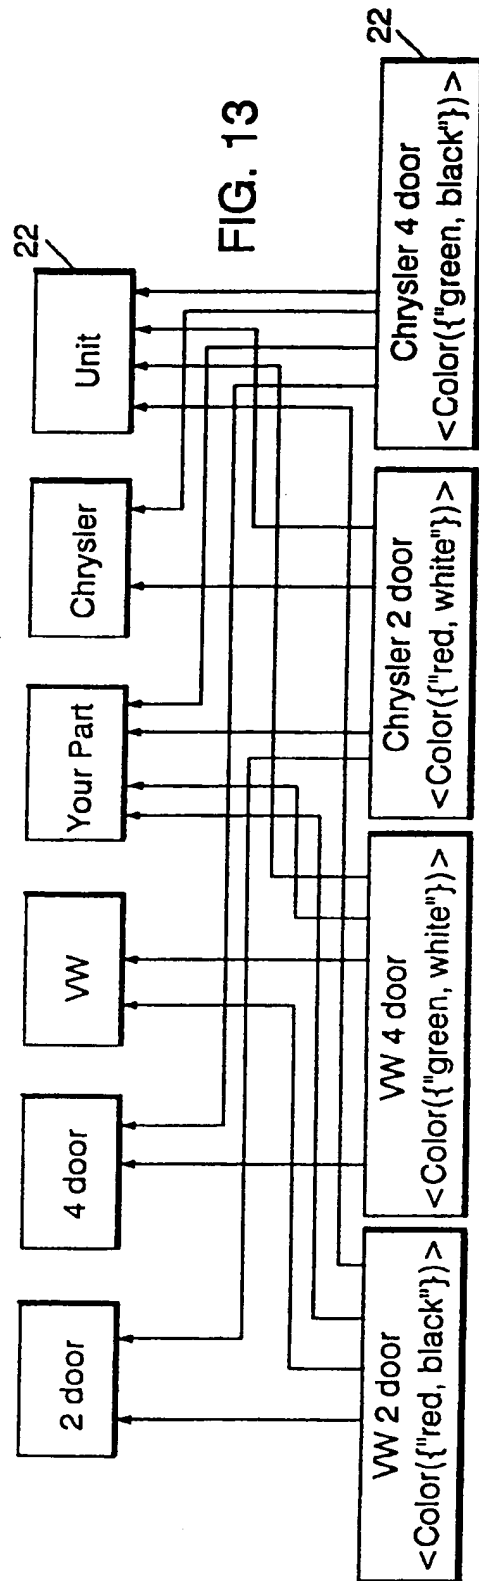 FIG. 13
22
2 door
4 door
VW
Your Part
Chrysler
Unit
22
VW 2 door
<Color({"red, black"})>
VW 4 door
<Color({"green, white"})>
Chrysler 2 door
<Color({"red, white"})>
Chrysler 4 door
<Color({"green, black"})>